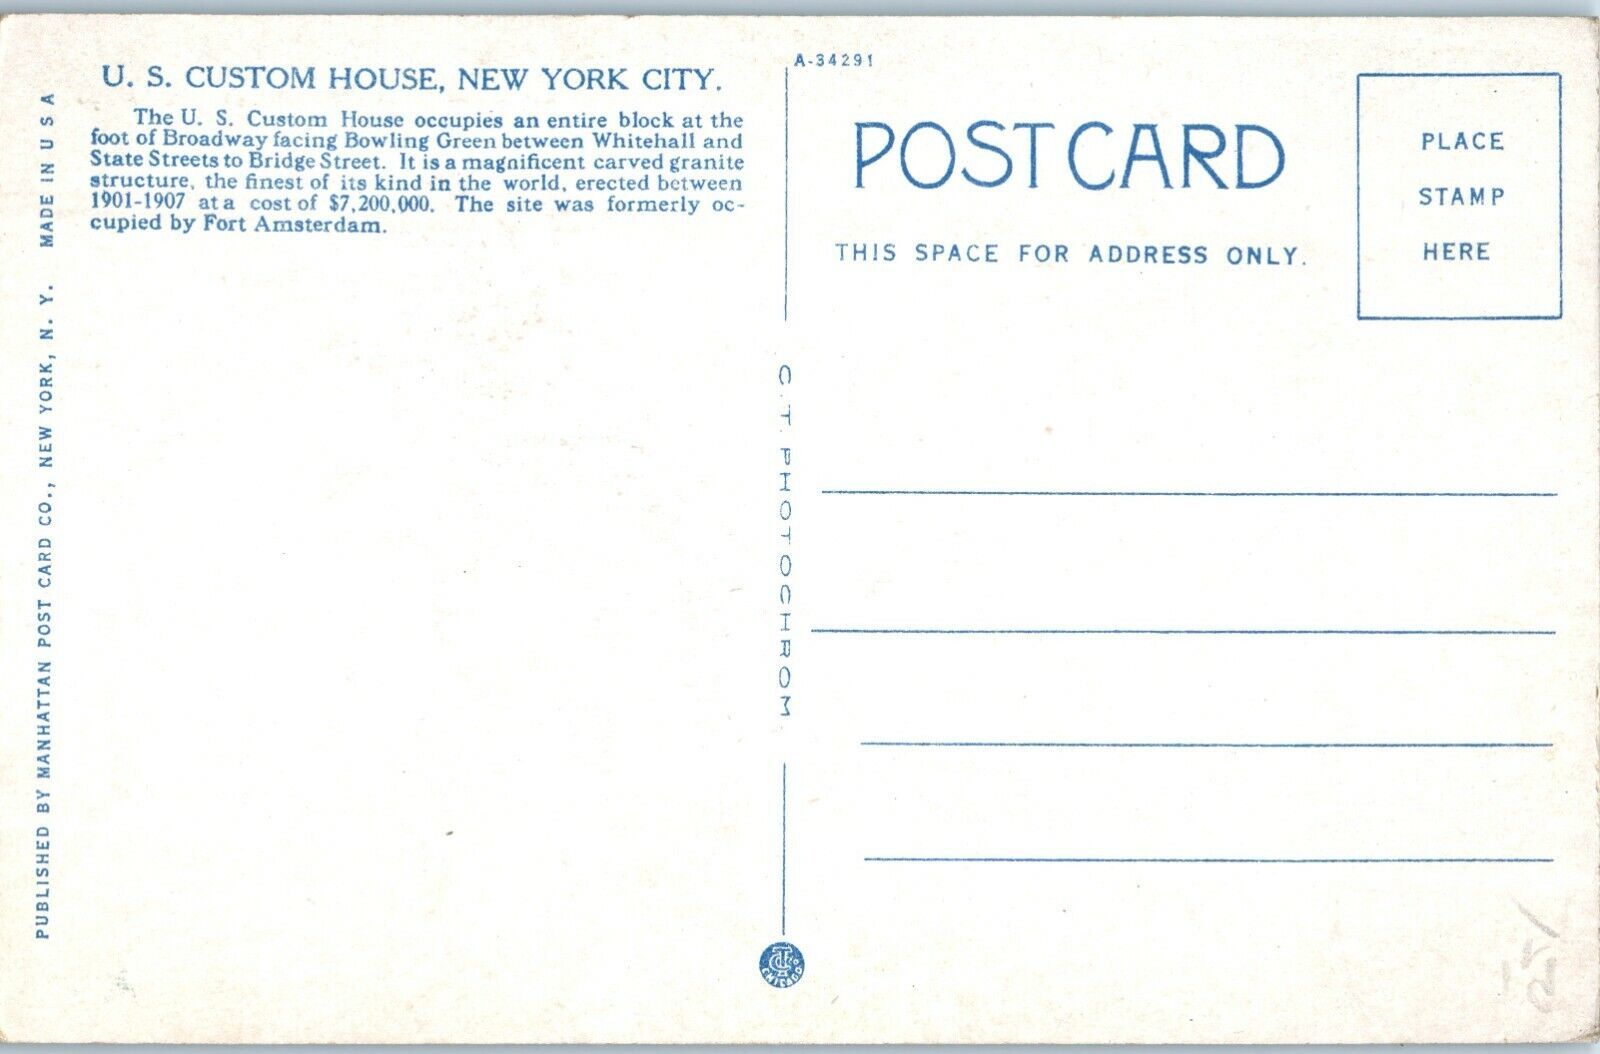 U. S. CUSTOM HOUSE, NEW YORK CITY.
The U. S. Custom House occupies an entire block at the
foot of Broadway facing Bowling Green between Whitehall and
State Streets to Bridge Street. It is a magnificent carved granite
structure, the finest of its kind in the world, erected between
1901-1907 at a cost of $7,200,000. The site was formerly oc-
cupied by Fort Amsterdam.
PUBLISHED BY MANHATTAN POST CARD CO., NEW YORK, N. Y. MADE IN U S A
A-34291
POST CARD
THIS SPACE FOR ADDRESS ONLY.
PLACE
STAMP
HERE
C. T. PHOTOCHROM
CHICAGO